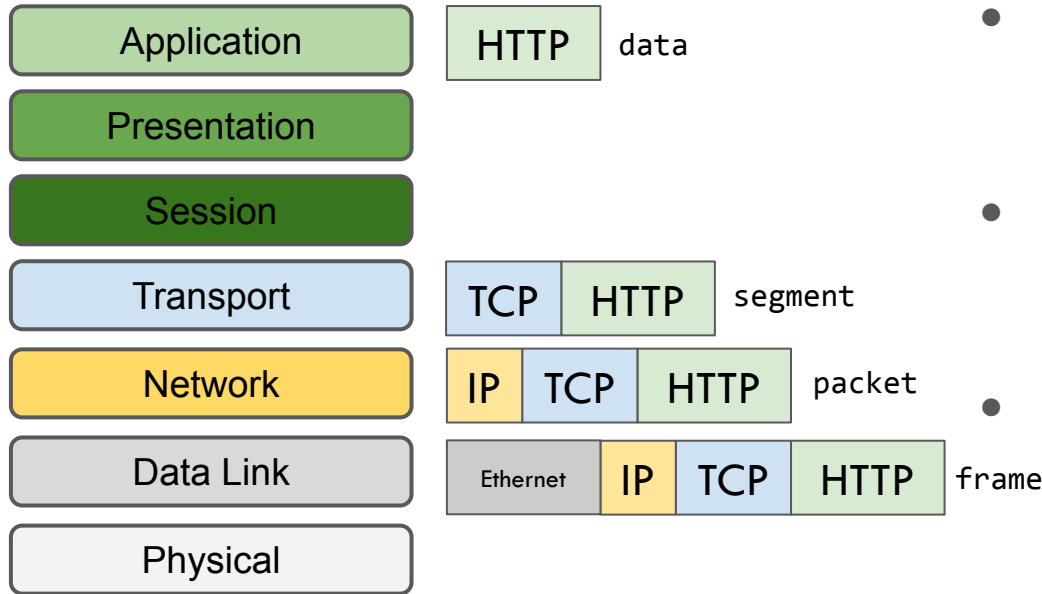 Application HTTP data
Presentation
Session
Transport TCP HTTP segment
Network IP TCP HTTP packet
Data Link Ethernet IP TCP HTTP frame
Physical